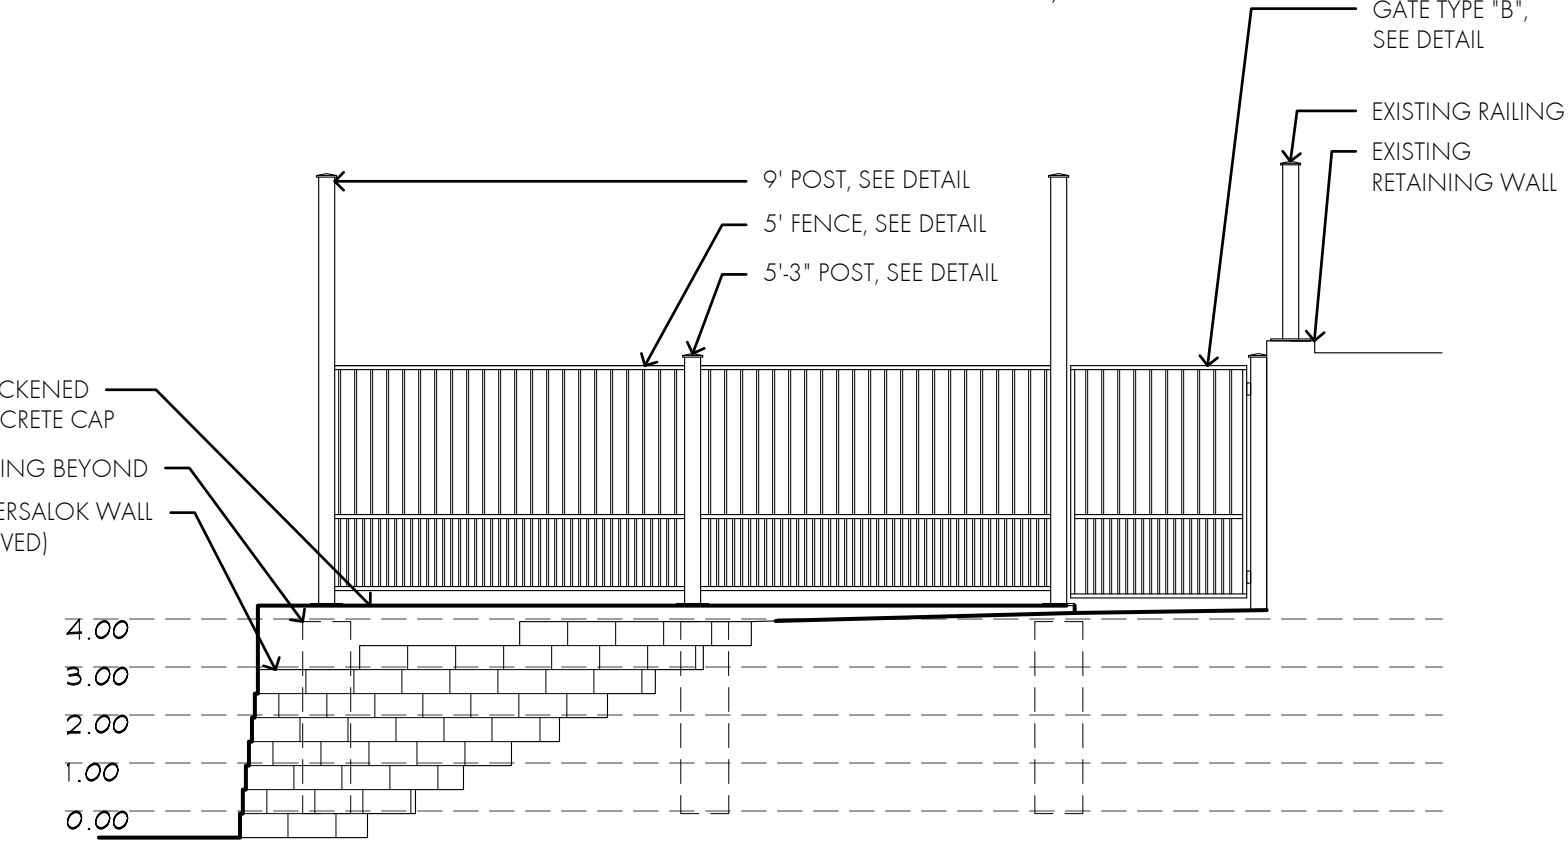 GATE TYPE "B",
SEE DETAIL
EXISTING RAILING
EXISTING
RETAINING WALL
9' POST, SEE DETAIL
5' FENCE, SEE DETAIL
5'-3" POST, SEE DETAIL
CKENED
CRETE CAP
ING BEYOND
ERSALOK WALL
VED)
4.00
3.00
2.00
1.00
0.00